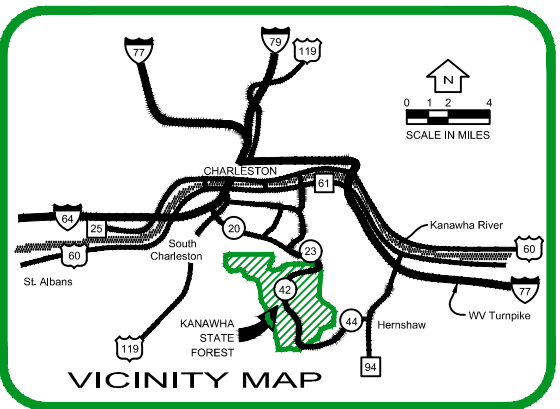 79
119
77
N
0 1 2 4
SCALE IN MILES
CHARLESTON
61
64
25
20
Kanawha River
60
South
Charleston
23
60
St. Albans
77
42
WV Turnpike
KANAWHA
STATE
FOREST
44
Hernshaw
119
94
VICINITY MAP